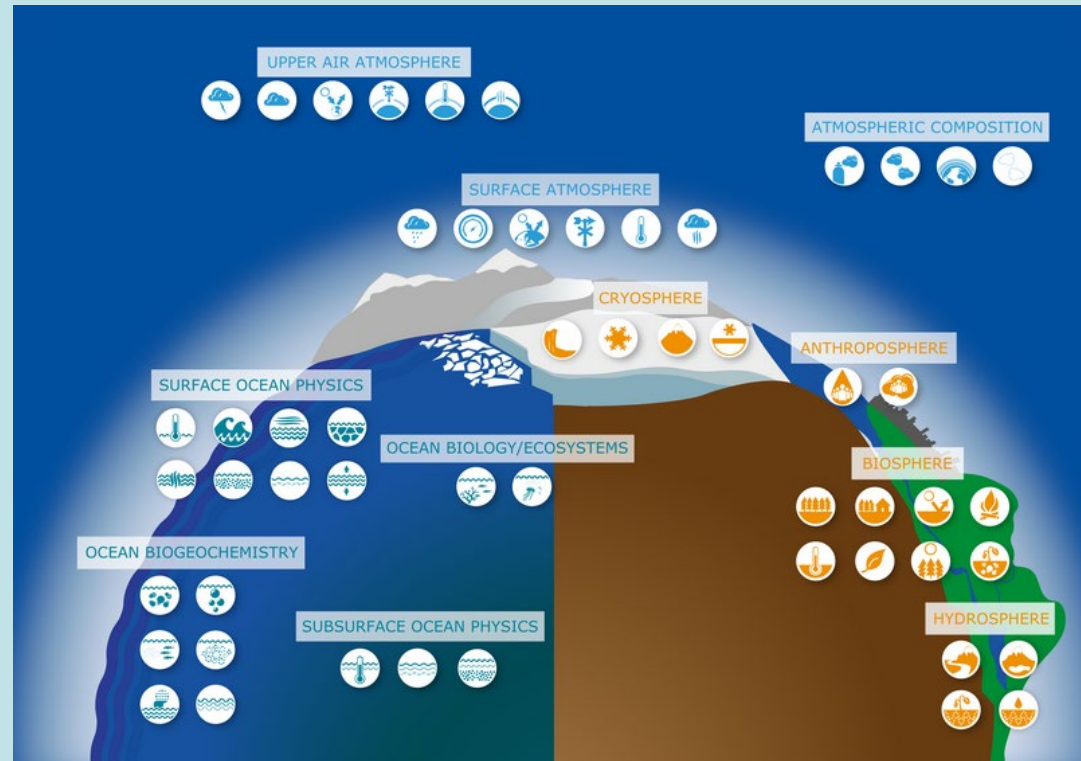 UPPER AIR ATMOSPHERE
ATMOSPHERIC COMPOSITION
SURFACE ATMOSPHERE
CRYOSPHERE
ANTHROPOSPHERE
SURFACE OCEAN PHYSICS
OCEAN BIOLOGY/ECOSYSTEMS
BIOSPHERE
OCEAN BIOGEOCHEMISTRY
SUBSURFACE OCEAN PHYSICS
HYDROSPHERE